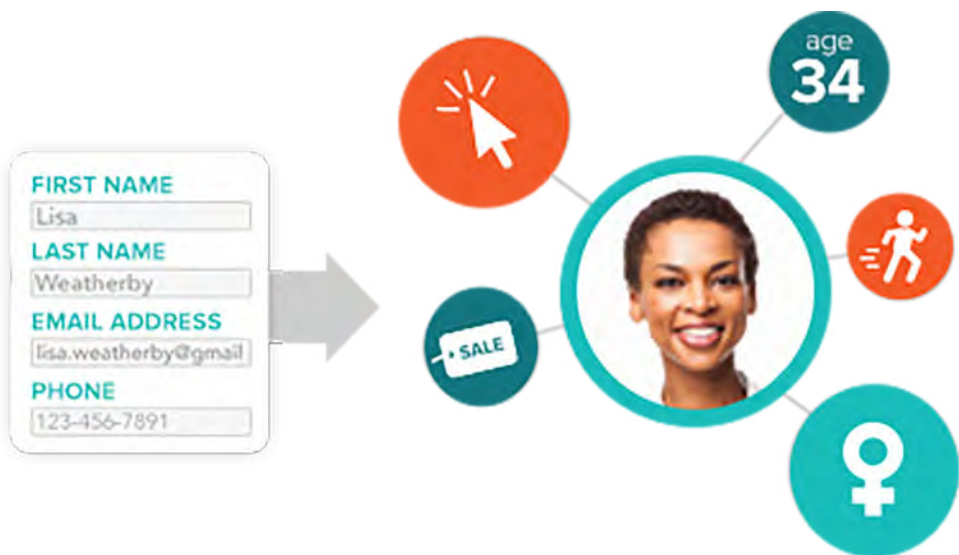 FIRST NAME
Lisa
LAST NAME
Weatherby
EMAIL ADDRESS
lisa.weatherby@gmail
PHONE
123-456-7891
age
34
SALE